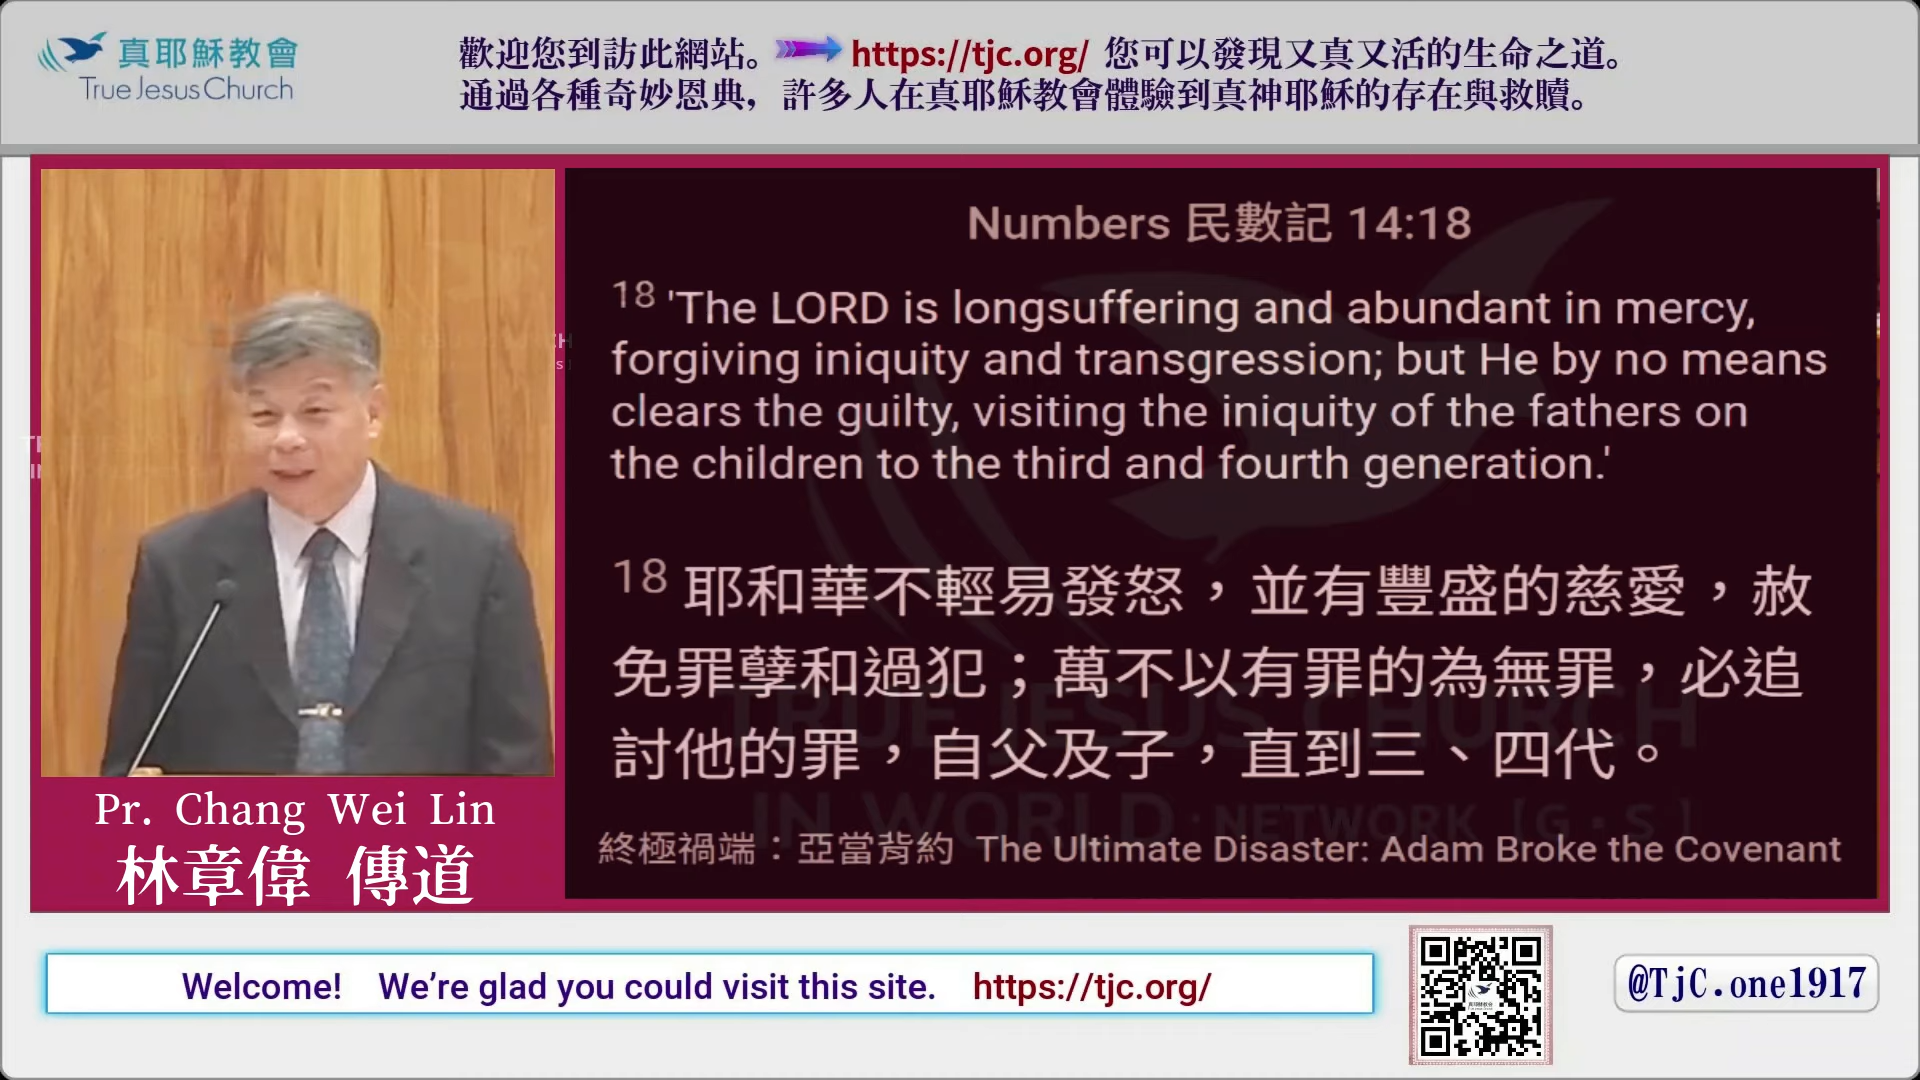 真耶穌教會
True Jesus Church
歡迎您到訪此網站。 https://tjc.org/ 您可以發現又真又活的生命之道。
通過各種奇妙恩典，許多人在真耶穌教會體驗到真神耶穌的存在與救贖。
Numbers 民數記 14:18
18 'The LORD is longsuffering and abundant in mercy,
forgiving iniquity and transgression; but He by no means
clears the guilty, visiting the iniquity of the fathers on
the children to the third and fourth generation.'
18 耶和華不輕易發怒，並有豐盛的慈愛，赦
免罪孽和過犯；萬不以有罪的為無罪，必追
討他的罪，自父及子，直到三、四代。
TRUE JESUS CHURCH
IN WORLD · NETWORK【G·S】
終極禍端：亞當背約 The Ultimate Disaster: Adam Broke the Covenant
Pr. Chang Wei Lin
林章偉 傳道
Welcome! We’re glad you could visit this site. https://tjc.org/
@TjC.one1917